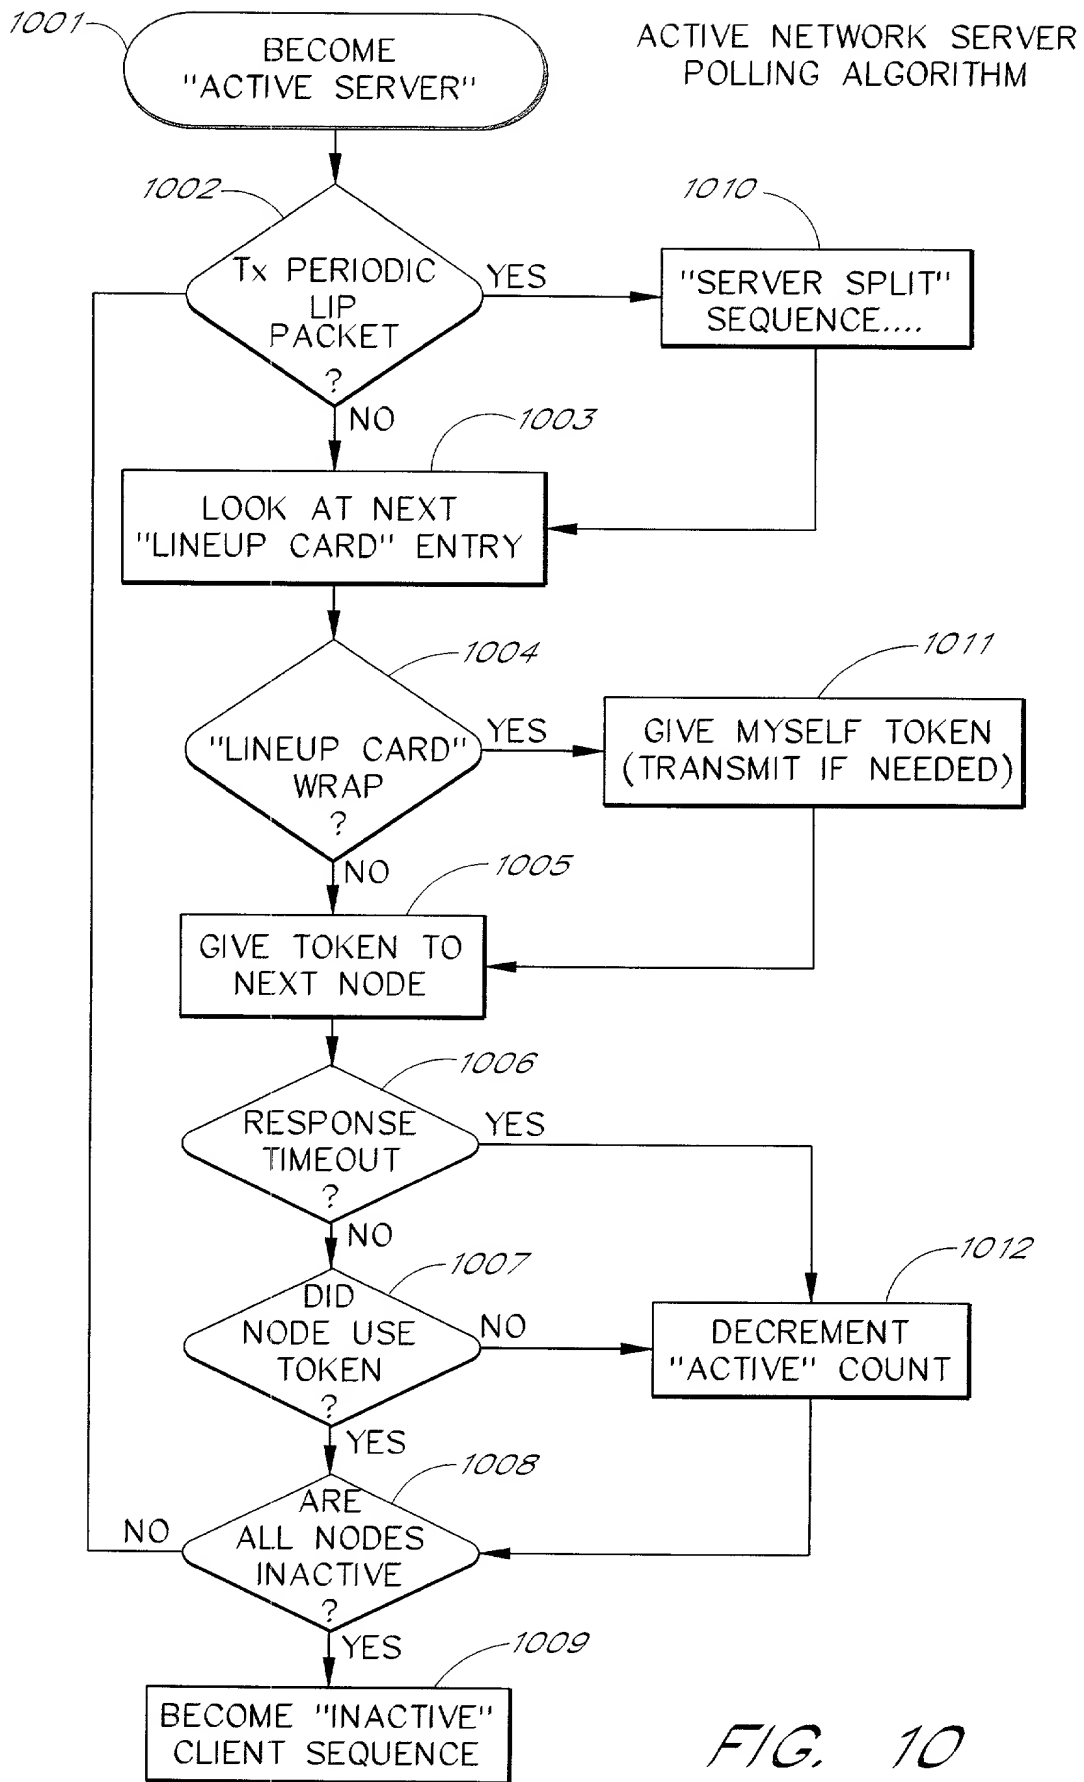 1001
BECOME
"ACTIVE SERVER"
ACTIVE NETWORK SERVER
POLLING ALGORITHM
1002
Tx PERIODIC
LIP
PACKET
?
YES
NO
1010
"SERVER SPLIT"
SEQUENCE....
1003
LOOK AT NEXT
"LINEUP CARD" ENTRY
1004
"LINEUP CARD"
WRAP
?
YES
NO
1011
GIVE MYSELF TOKEN
(TRANSMIT IF NEEDED)
1005
GIVE TOKEN TO
NEXT NODE
1006
RESPONSE
TIMEOUT
?
YES
NO
1007
DID
NODE USE
TOKEN
?
NO
YES
1012
DECREMENT
"ACTIVE" COUNT
1008
ARE
ALL NODES
INACTIVE
?
NO
YES
1009
BECOME "INACTIVE"
CLIENT SEQUENCE
FIG. 10